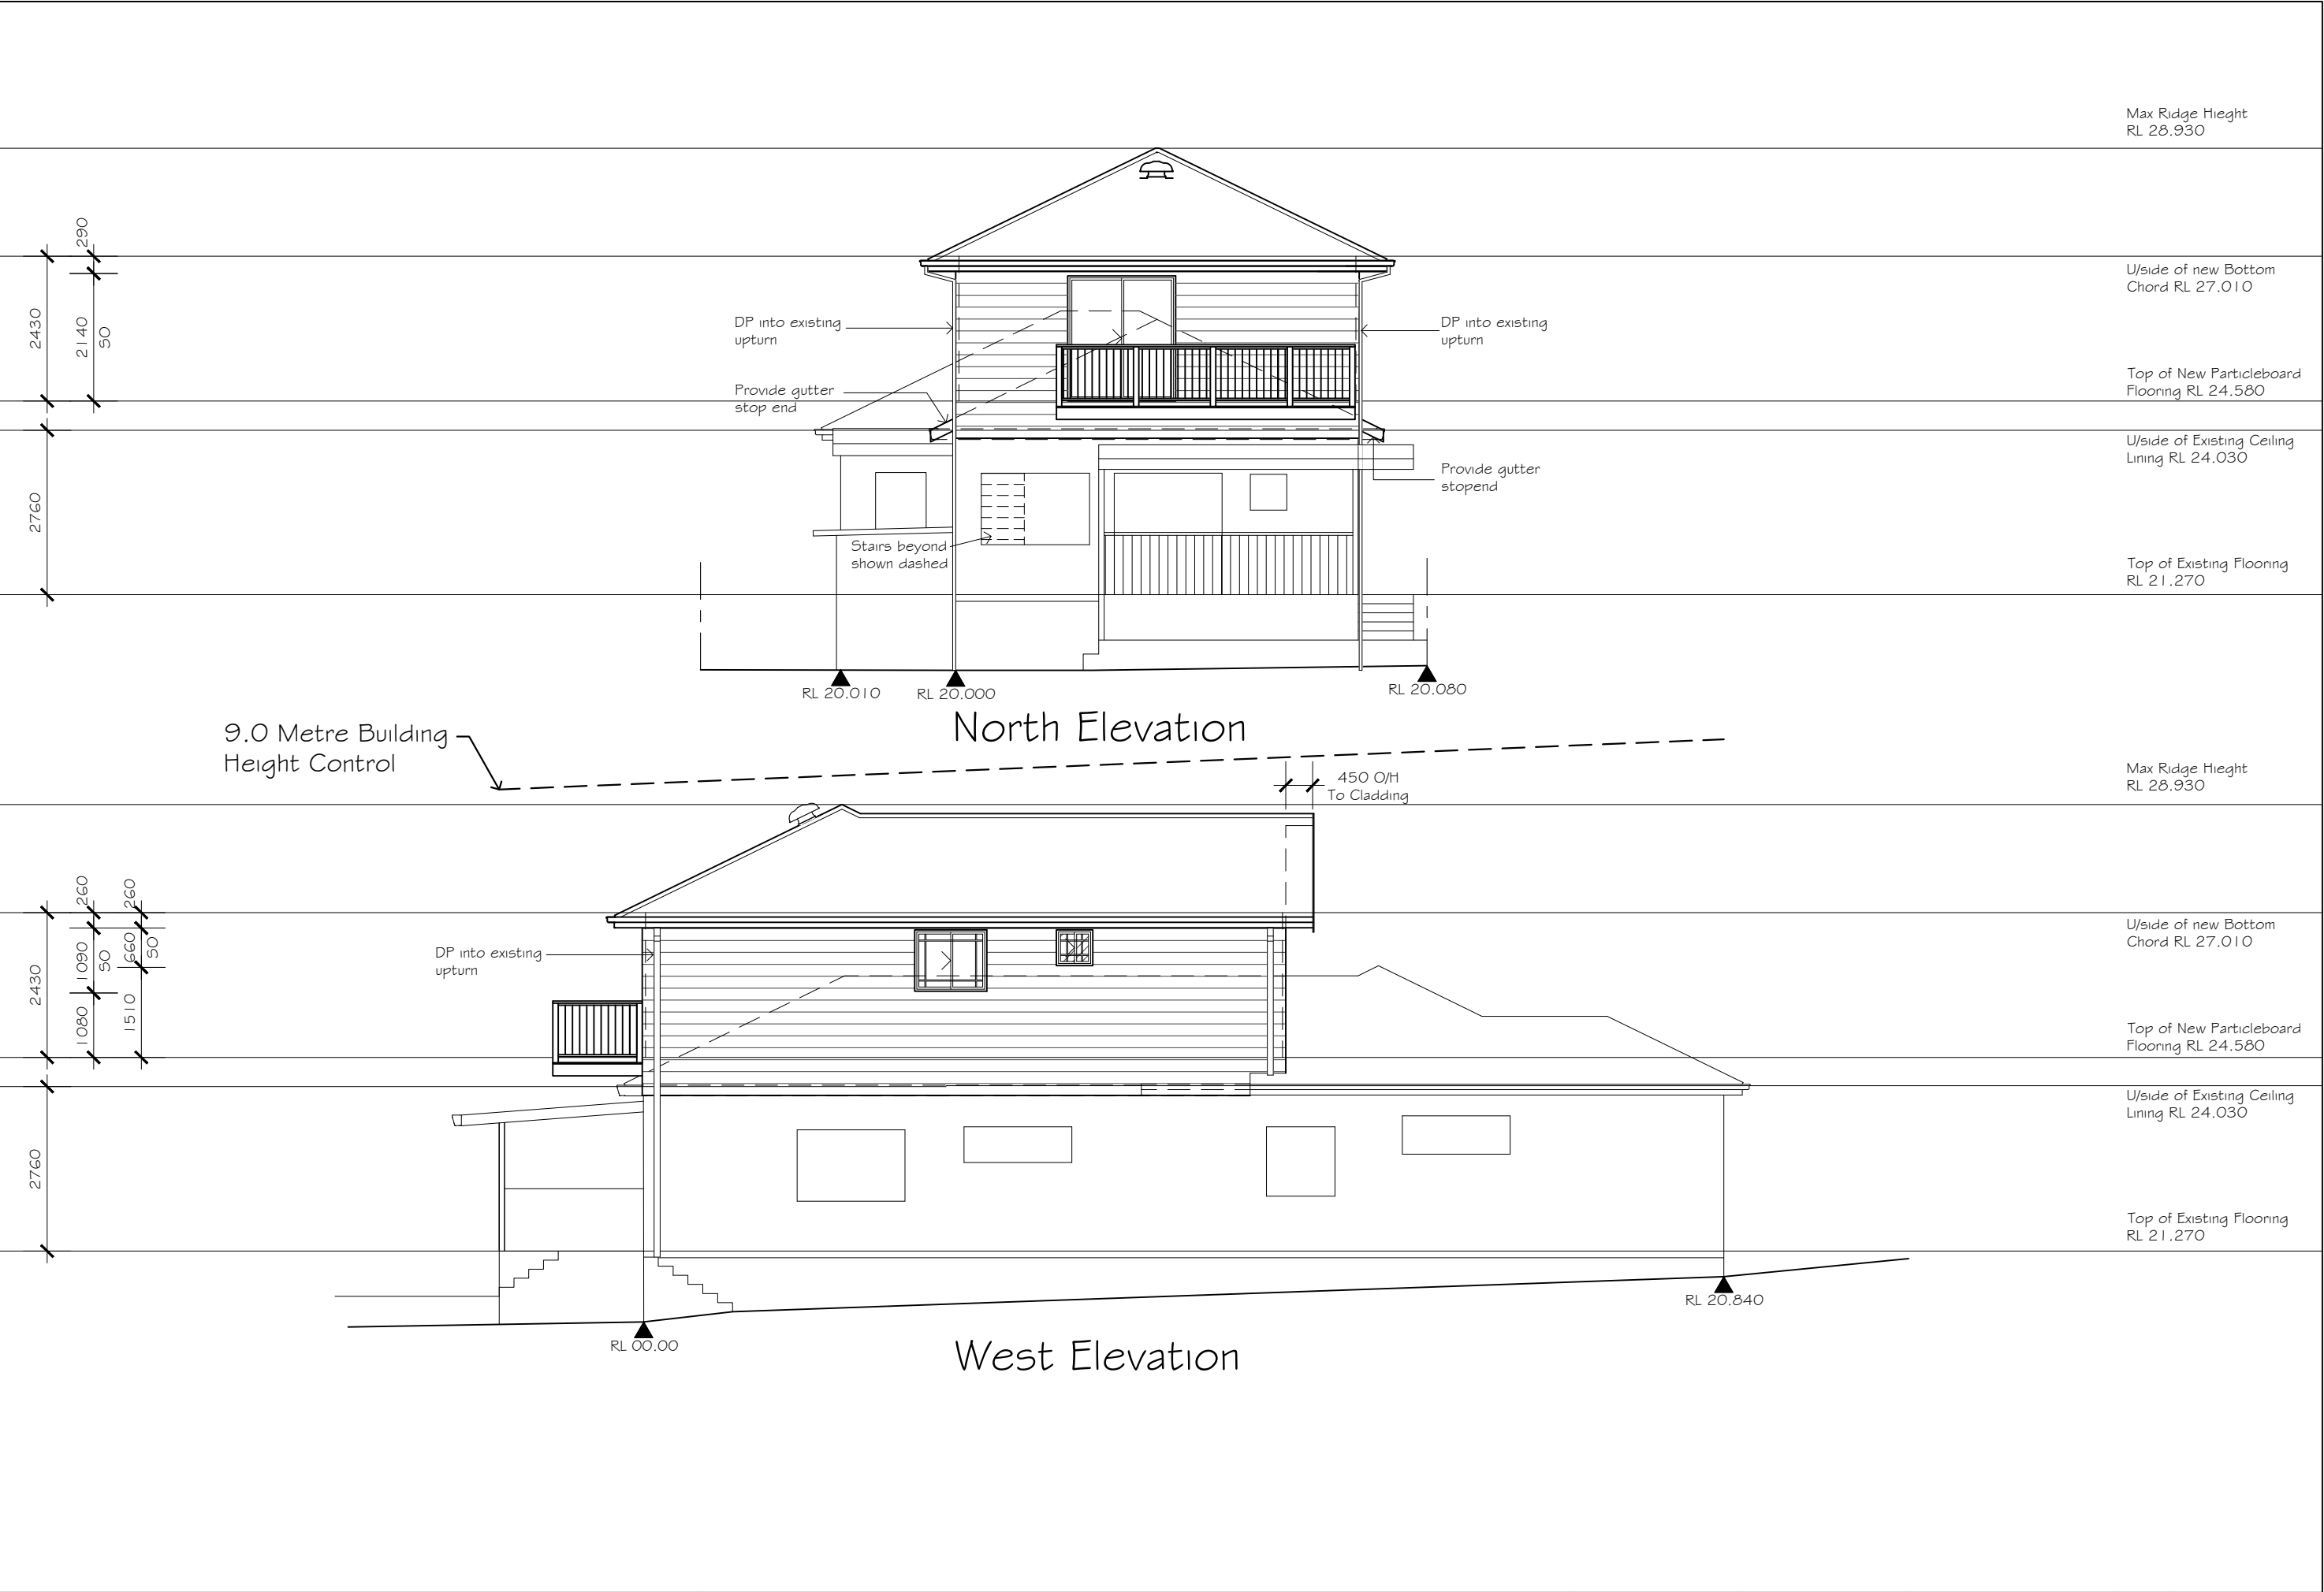 Max Ridge Hieght
RL 28.930
290
2430
2140
SO
U/side of new Bottom
Chord RL 27.010
DP into existing
upturn
DP into existing
upturn
Top of New Particleboard
Flooring RL 24.580
Provide gutter
stop end
U/side of Existing Ceiling
Lining RL 24.030
Provide gutter
stopend
2760
Stairs beyond
shown dashed
Top of Existing Flooring
RL 21.270
RL 20.010
RL 20.000
RL 20.080
North Elevation
9.0 Metre Building
Height Control
Max Ridge Hieght
RL 28.930
450 O/H
To Cladding
260
260
2430
1090
SO
660
SO
1080
1510
U/side of new Bottom
Chord RL 27.010
DP into existing
upturn
Top of New Particleboard
Flooring RL 24.580
U/side of Existing Ceiling
Lining RL 24.030
2760
Top of Existing Flooring
RL 21.270
RL 20.840
RL 00.00
West Elevation